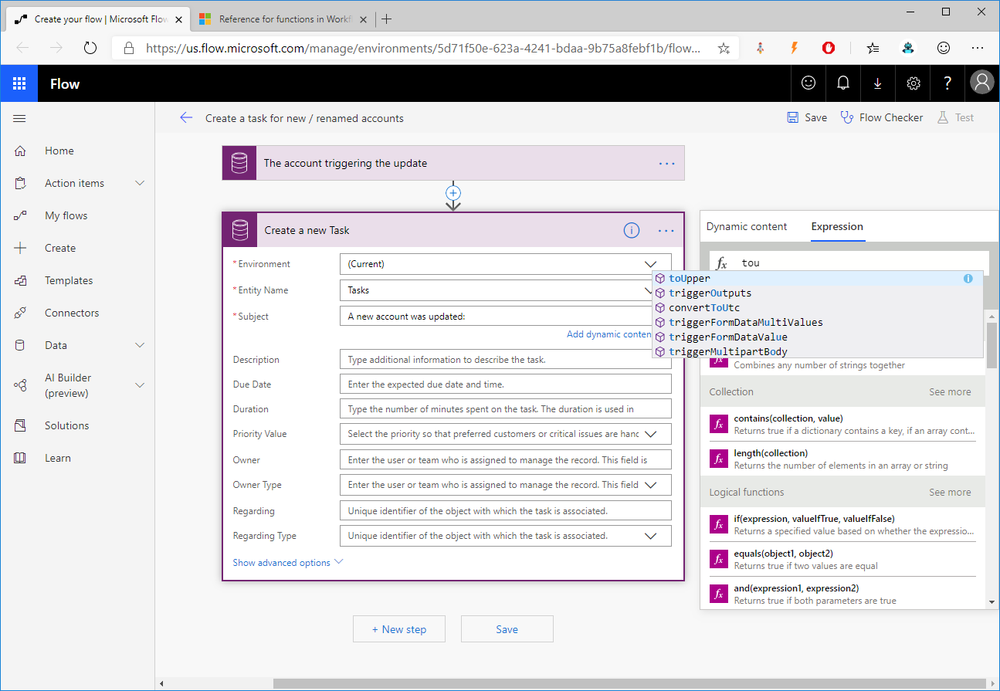 Create your flow | Microsoft Flow
Reference for functions in Workfl
https://us.flow.microsoft.com/manage/environments/5d71f50e-623a-4241-bdaa-9b75a8febf1b/flow...
Flow
?
Create a task for new / renamed accounts
Save
Flow Checker
Test
Home
Action items
My flows
Create
Templates
Connectors
Data
AI Builder
(preview)
Solutions
Learn
The account triggering the update
...
Create a new Task
...
* Environment
(Current)
* Entity Name
Tasks
* Subject
A new account was updated:
Add dynamic conten
Description
Type additional information to describe the task.
Due Date
Enter the expected due date and time.
Duration
Type the number of minutes spent on the task. The duration is used in
Priority Value
Select the priority so that preferred customers or critical issues are hanc
Owner
Enter the user or team who is assigned to manage the record. This field is
Owner Type
Enter the user or team who is assigned to manage the record. This field
Regarding
Unique identifier of the object with which the task is associated.
Regarding Type
Unique identifier of the object with which the task is associated.
Show advanced options
+ New step
Save
Dynamic content
Expression
fx tou
toUpper
triggerOutputs
convertToUtc
triggerFormDataMultiValues
triggerFormDataValue
triggerMultipartBody
fx
Combines any number of strings together
Collection
See more
fx
contains(collection, value)
Returns true if a dictionary contains a key, if an array cont...
fx
length(collection)
Returns the number of elements in an array or string
Logical functions
See more
fx
if(expression, valueIfTrue, valueIfFalse)
Returns a specified value based on whether the expressio...
fx
equals(object1, object2)
Returns true if two values are equal
fx
and(expression1, expression2)
Returns true if both parameters are true